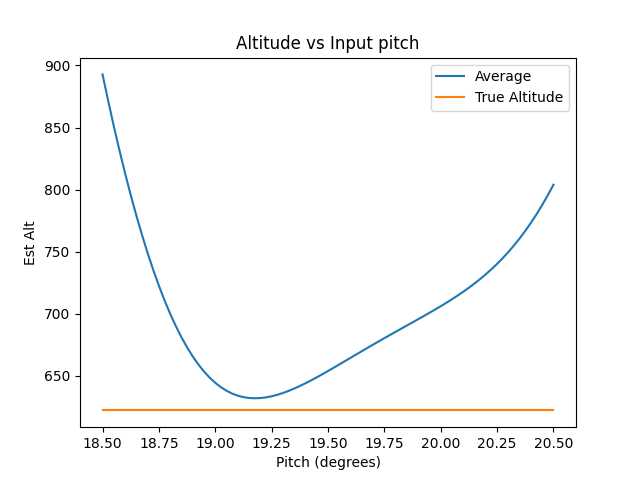 Altitude vs Input pitch
Average
True Altitude
Est Alt
900
850
800
750
700
650
18.50 18.75 19.00 19.25 19.50 19.75 20.00 20.25 20.50
Pitch (degrees)